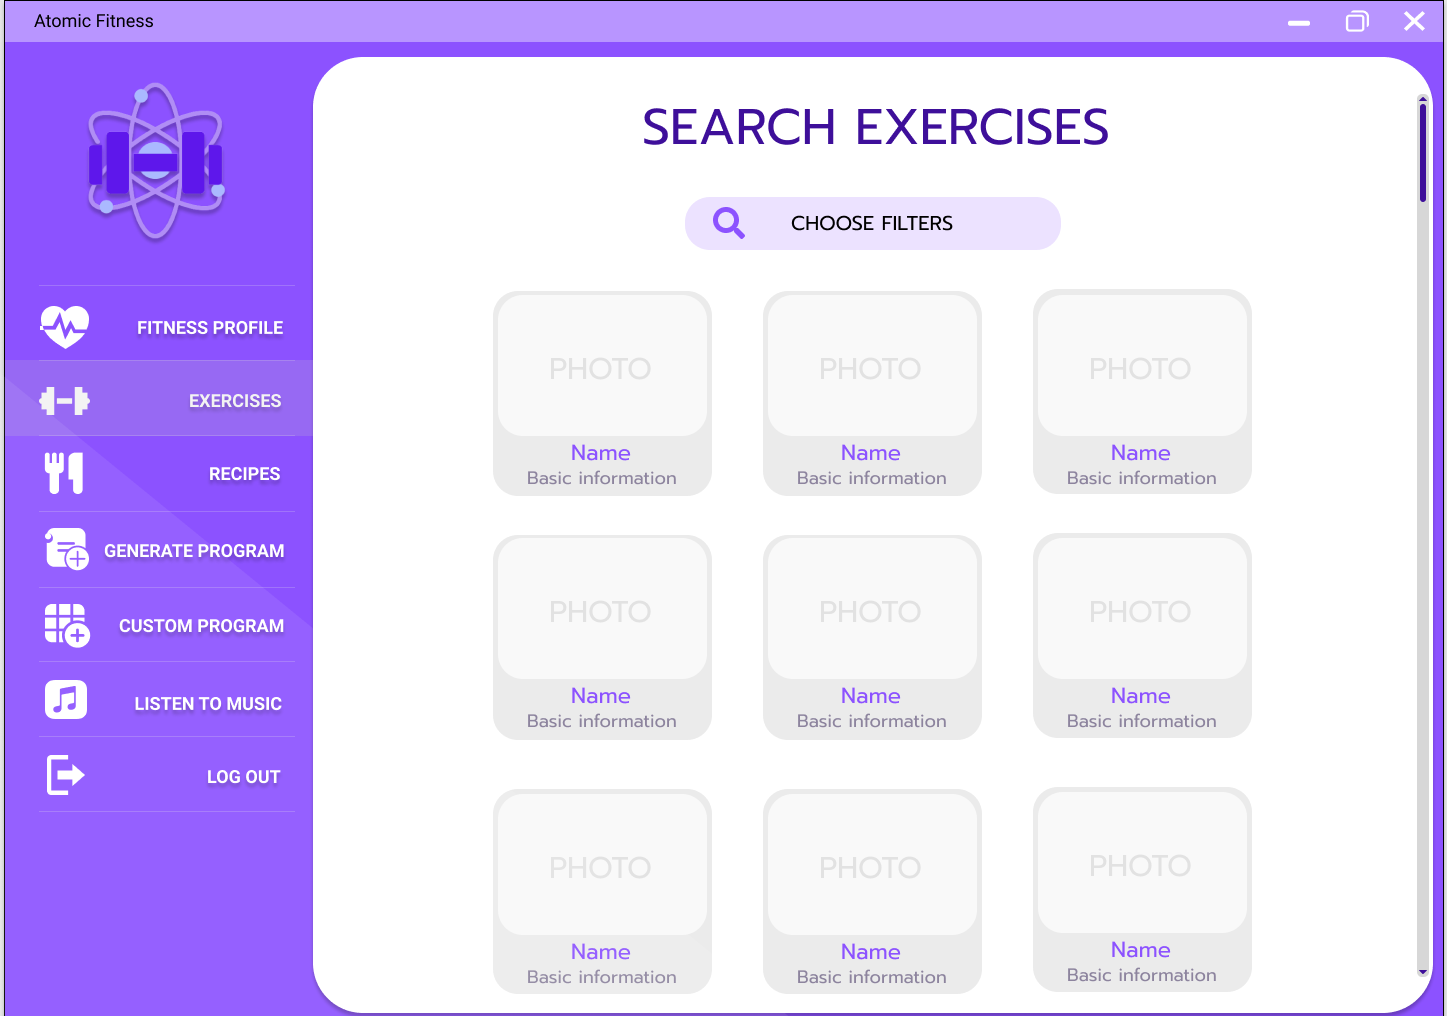 Atomic Fitness
FITNESS PROFILE
EXERCISES
RECIPES
GENERATE PROGRAM
CUSTOM PROGRAM
LISTEN TO MUSIC
LOG OUT
SEARCH EXERCISES
CHOOSE FILTERS
PHOTO PHOTO PHOTO
Name Name Name
Basic information Basic information Basic information
PHOTO PHOTO PHOTO
Name Name Name
Basic information Basic information Basic information
PHOTO PHOTO PHOTO
Name Name Name
Basic information Basic information Basic information